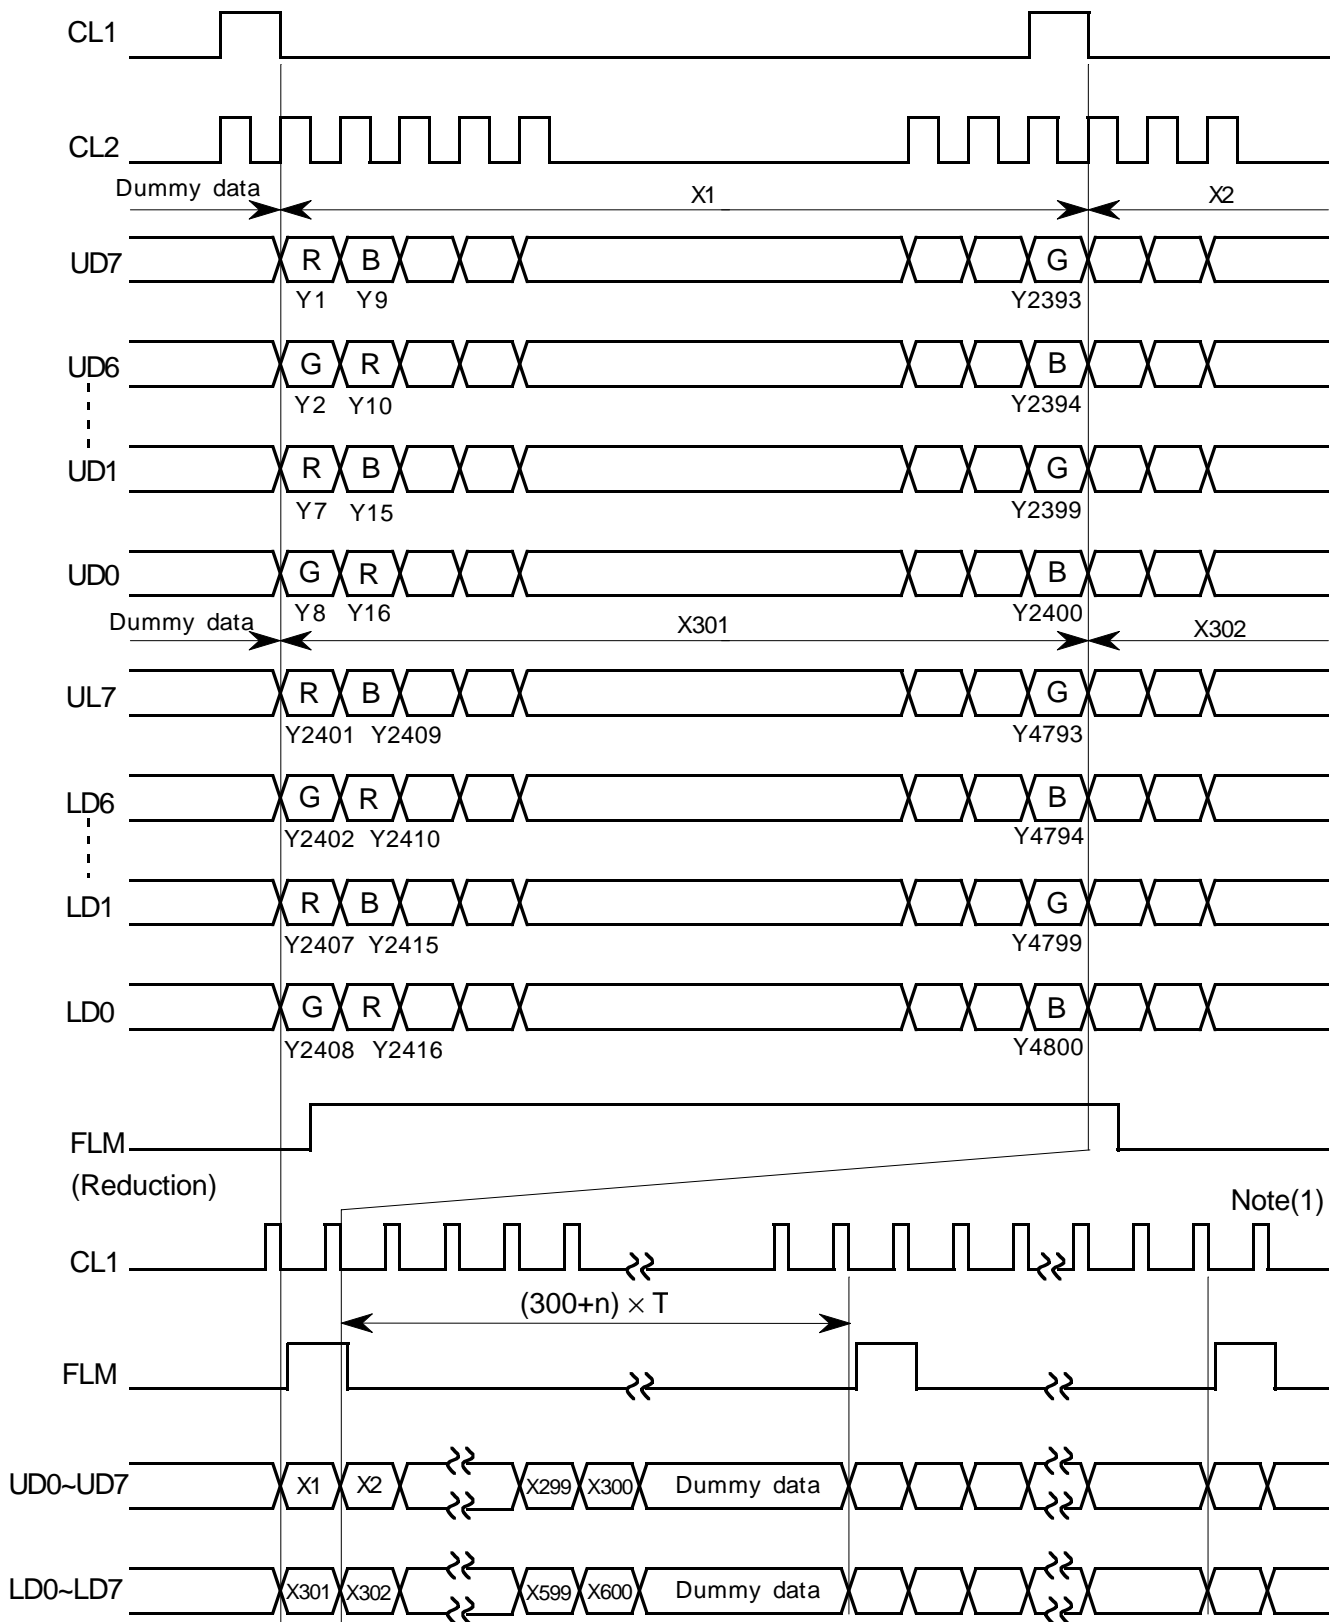 CL1
CL2
Dummy data
X1
X2
UD7
R B G
Y1 Y9 Y2393
UD6
G R B
Y2 Y10 Y2394
UD1
R B G
Y7 Y15 Y2399
UD0
G R B
Y8 Y16 Y2400
Dummy data
X301
X302
UL7
R B G
Y2401 Y2409 Y4793
LD6
G R B
Y2402 Y2410 Y4794
LD1
R B G
Y2407 Y2415 Y4799
LD0
G R B
Y2408 Y2416 Y4800
FLM
(Reduction)
Note(1)
CL1
(300+n) × T
FLM
UD0~UD7
X1 X2 X299 X300 Dummy data
LD0~LD7
X301 X302 X599 X600 Dummy data